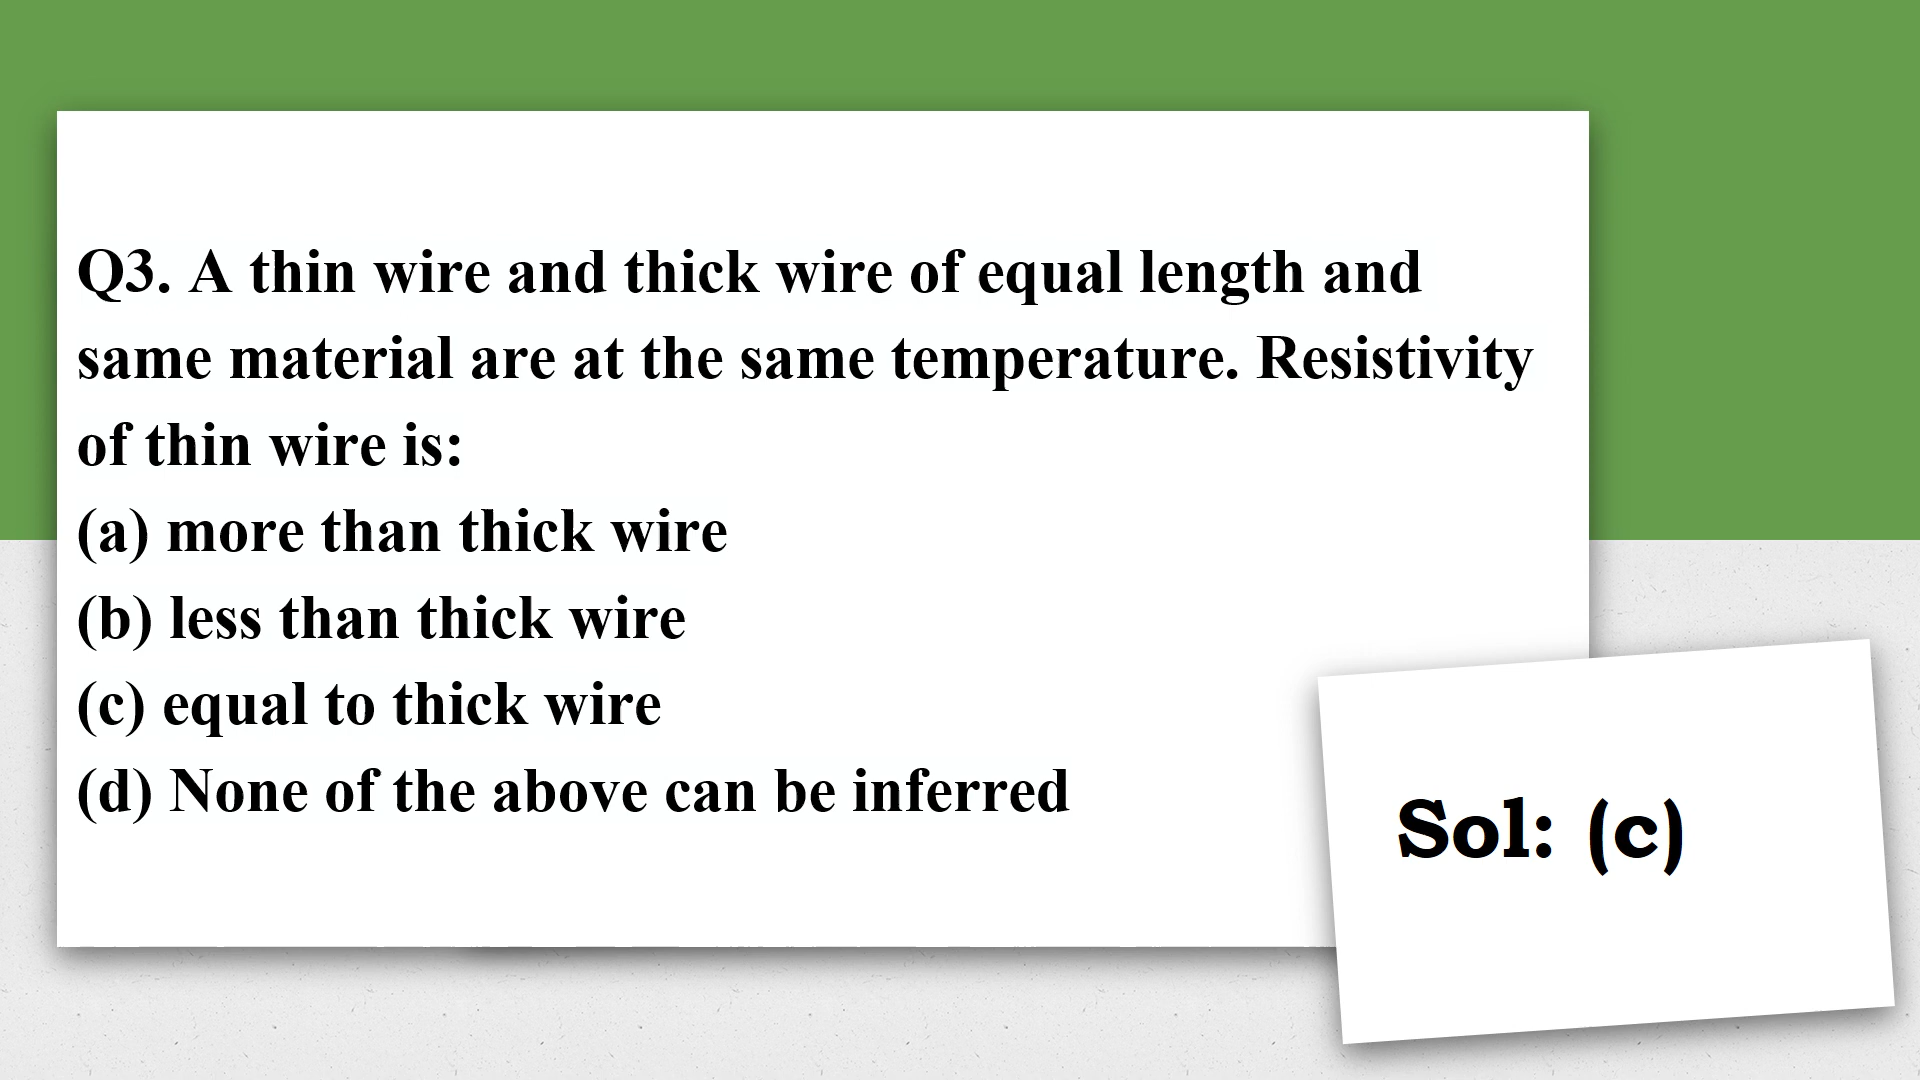 Q3. A thin wire and thick wire of equal length and
same material are at the same temperature. Resistivity
of thin wire is:
(a) more than thick wire
(b) less than thick wire
(c) equal to thick wire
(d) None of the above can be inferred
Sol: (c)